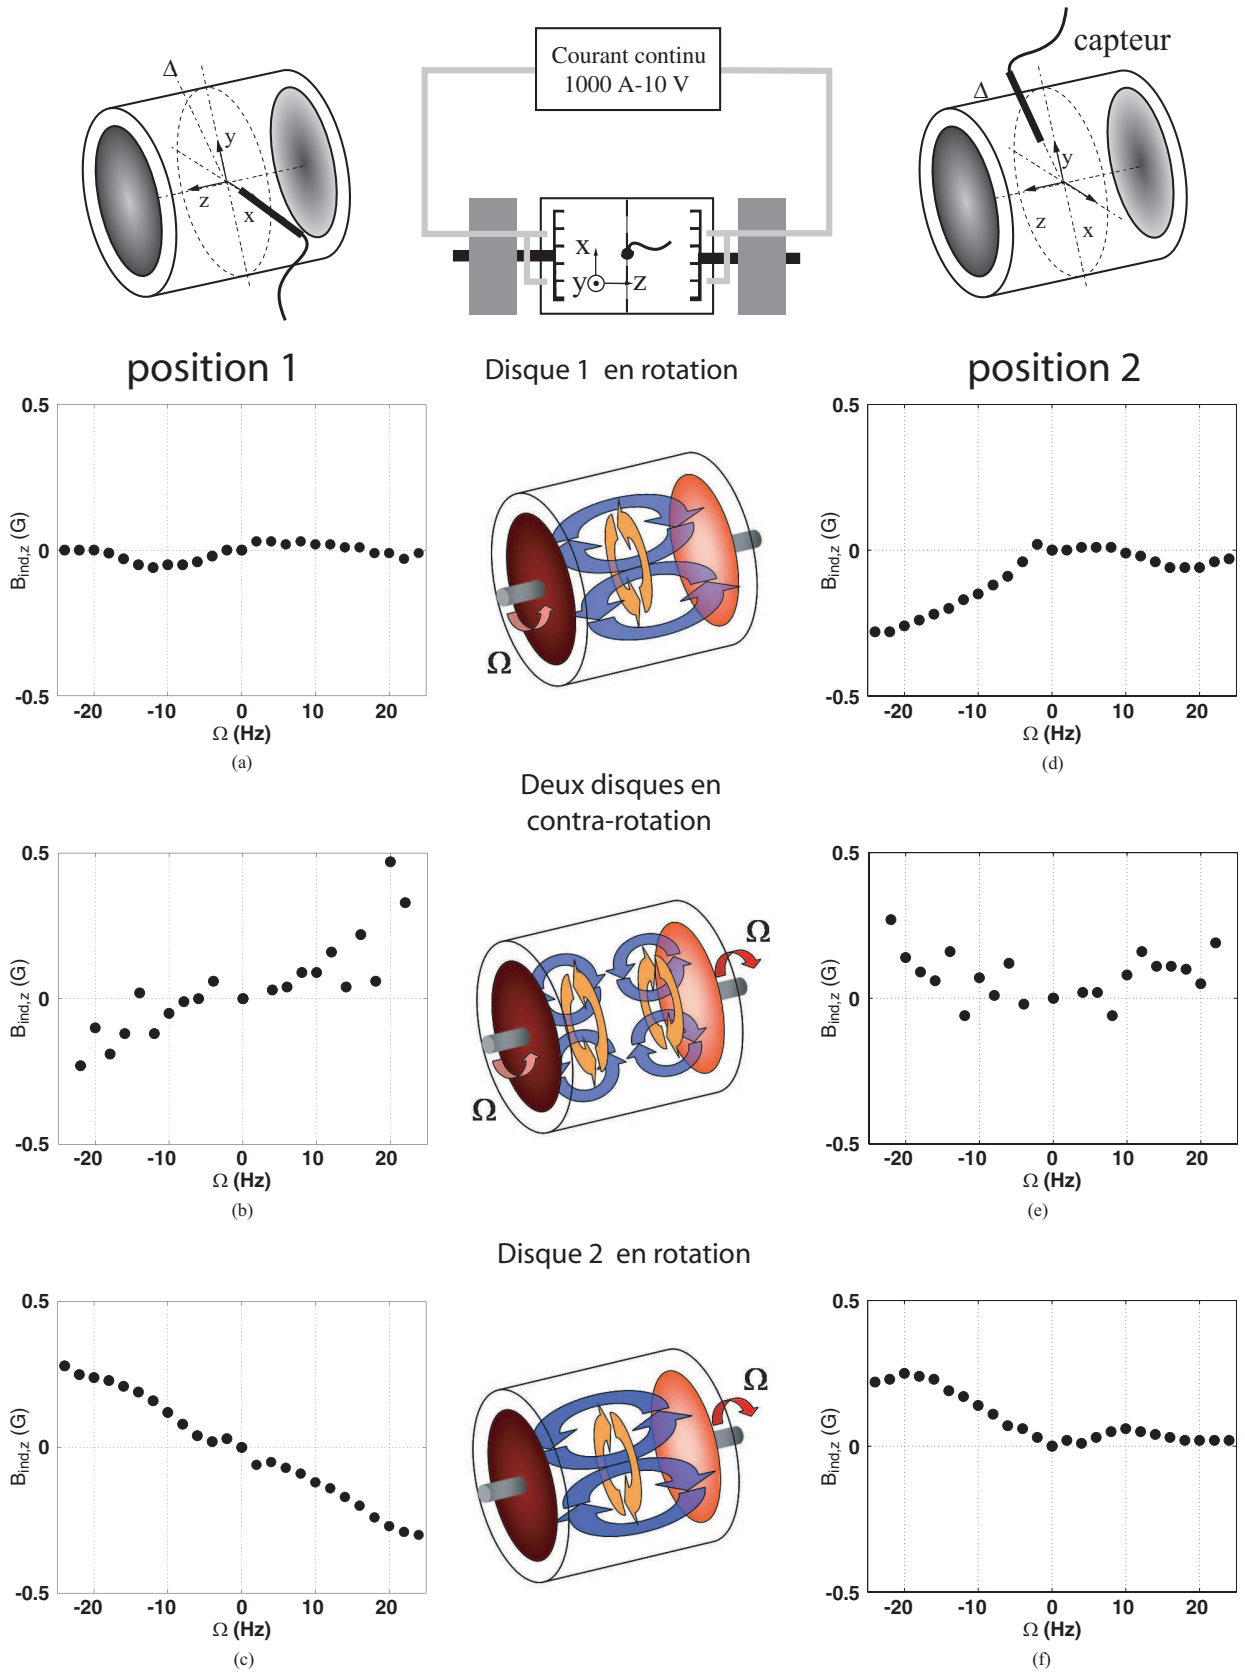 Δ
y
z
x
Courant continu
1000 A-10 V
x
y
z
capteur
Δ
y
z
x
position 1
Disque 1 en rotation
position 2
0.5
0
-0.5
B_ind,z (G)
-20 -10 0 10 20
Ω (Hz)
(a)
Ω
0.5
0
-0.5
B_ind,z (G)
-20 -10 0 10 20
Ω (Hz)
(d)
Deux disques en
contra-rotation
0.5
0
-0.5
B_ind,z (G)
-20 -10 0 10 20
Ω (Hz)
(b)
Ω
Ω
0.5
0
-0.5
B_ind,z (G)
-20 -10 0 10 20
Ω (Hz)
(e)
Disque 2 en rotation
0.5
0
-0.5
B_ind,z (G)
-20 -10 0 10 20
Ω (Hz)
(c)
Ω
0.5
0
-0.5
B_ind,z (G)
-20 -10 0 10 20
Ω (Hz)
(f)